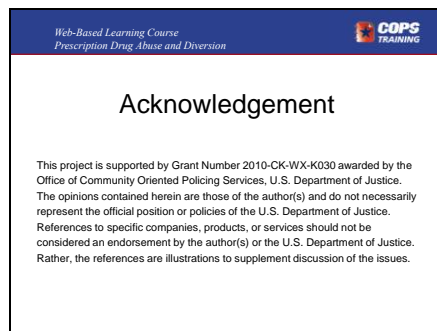 Web-Based Learning Course
Prescription Drug Abuse and Diversion
COPS
TRAINING
Acknowledgement
This project is supported by Grant Number 2010-CK-WX-K030 awarded by the
Office of Community Oriented Policing Services, U.S. Department of Justice.
The opinions contained herein are those of the author(s) and do not necessarily
represent the official position or policies of the U.S. Department of Justice.
References to specific companies, products, or services should not be
considered an endorsement by the author(s) or the U.S. Department of Justice.
Rather, the references are illustrations to supplement discussion of the issues.